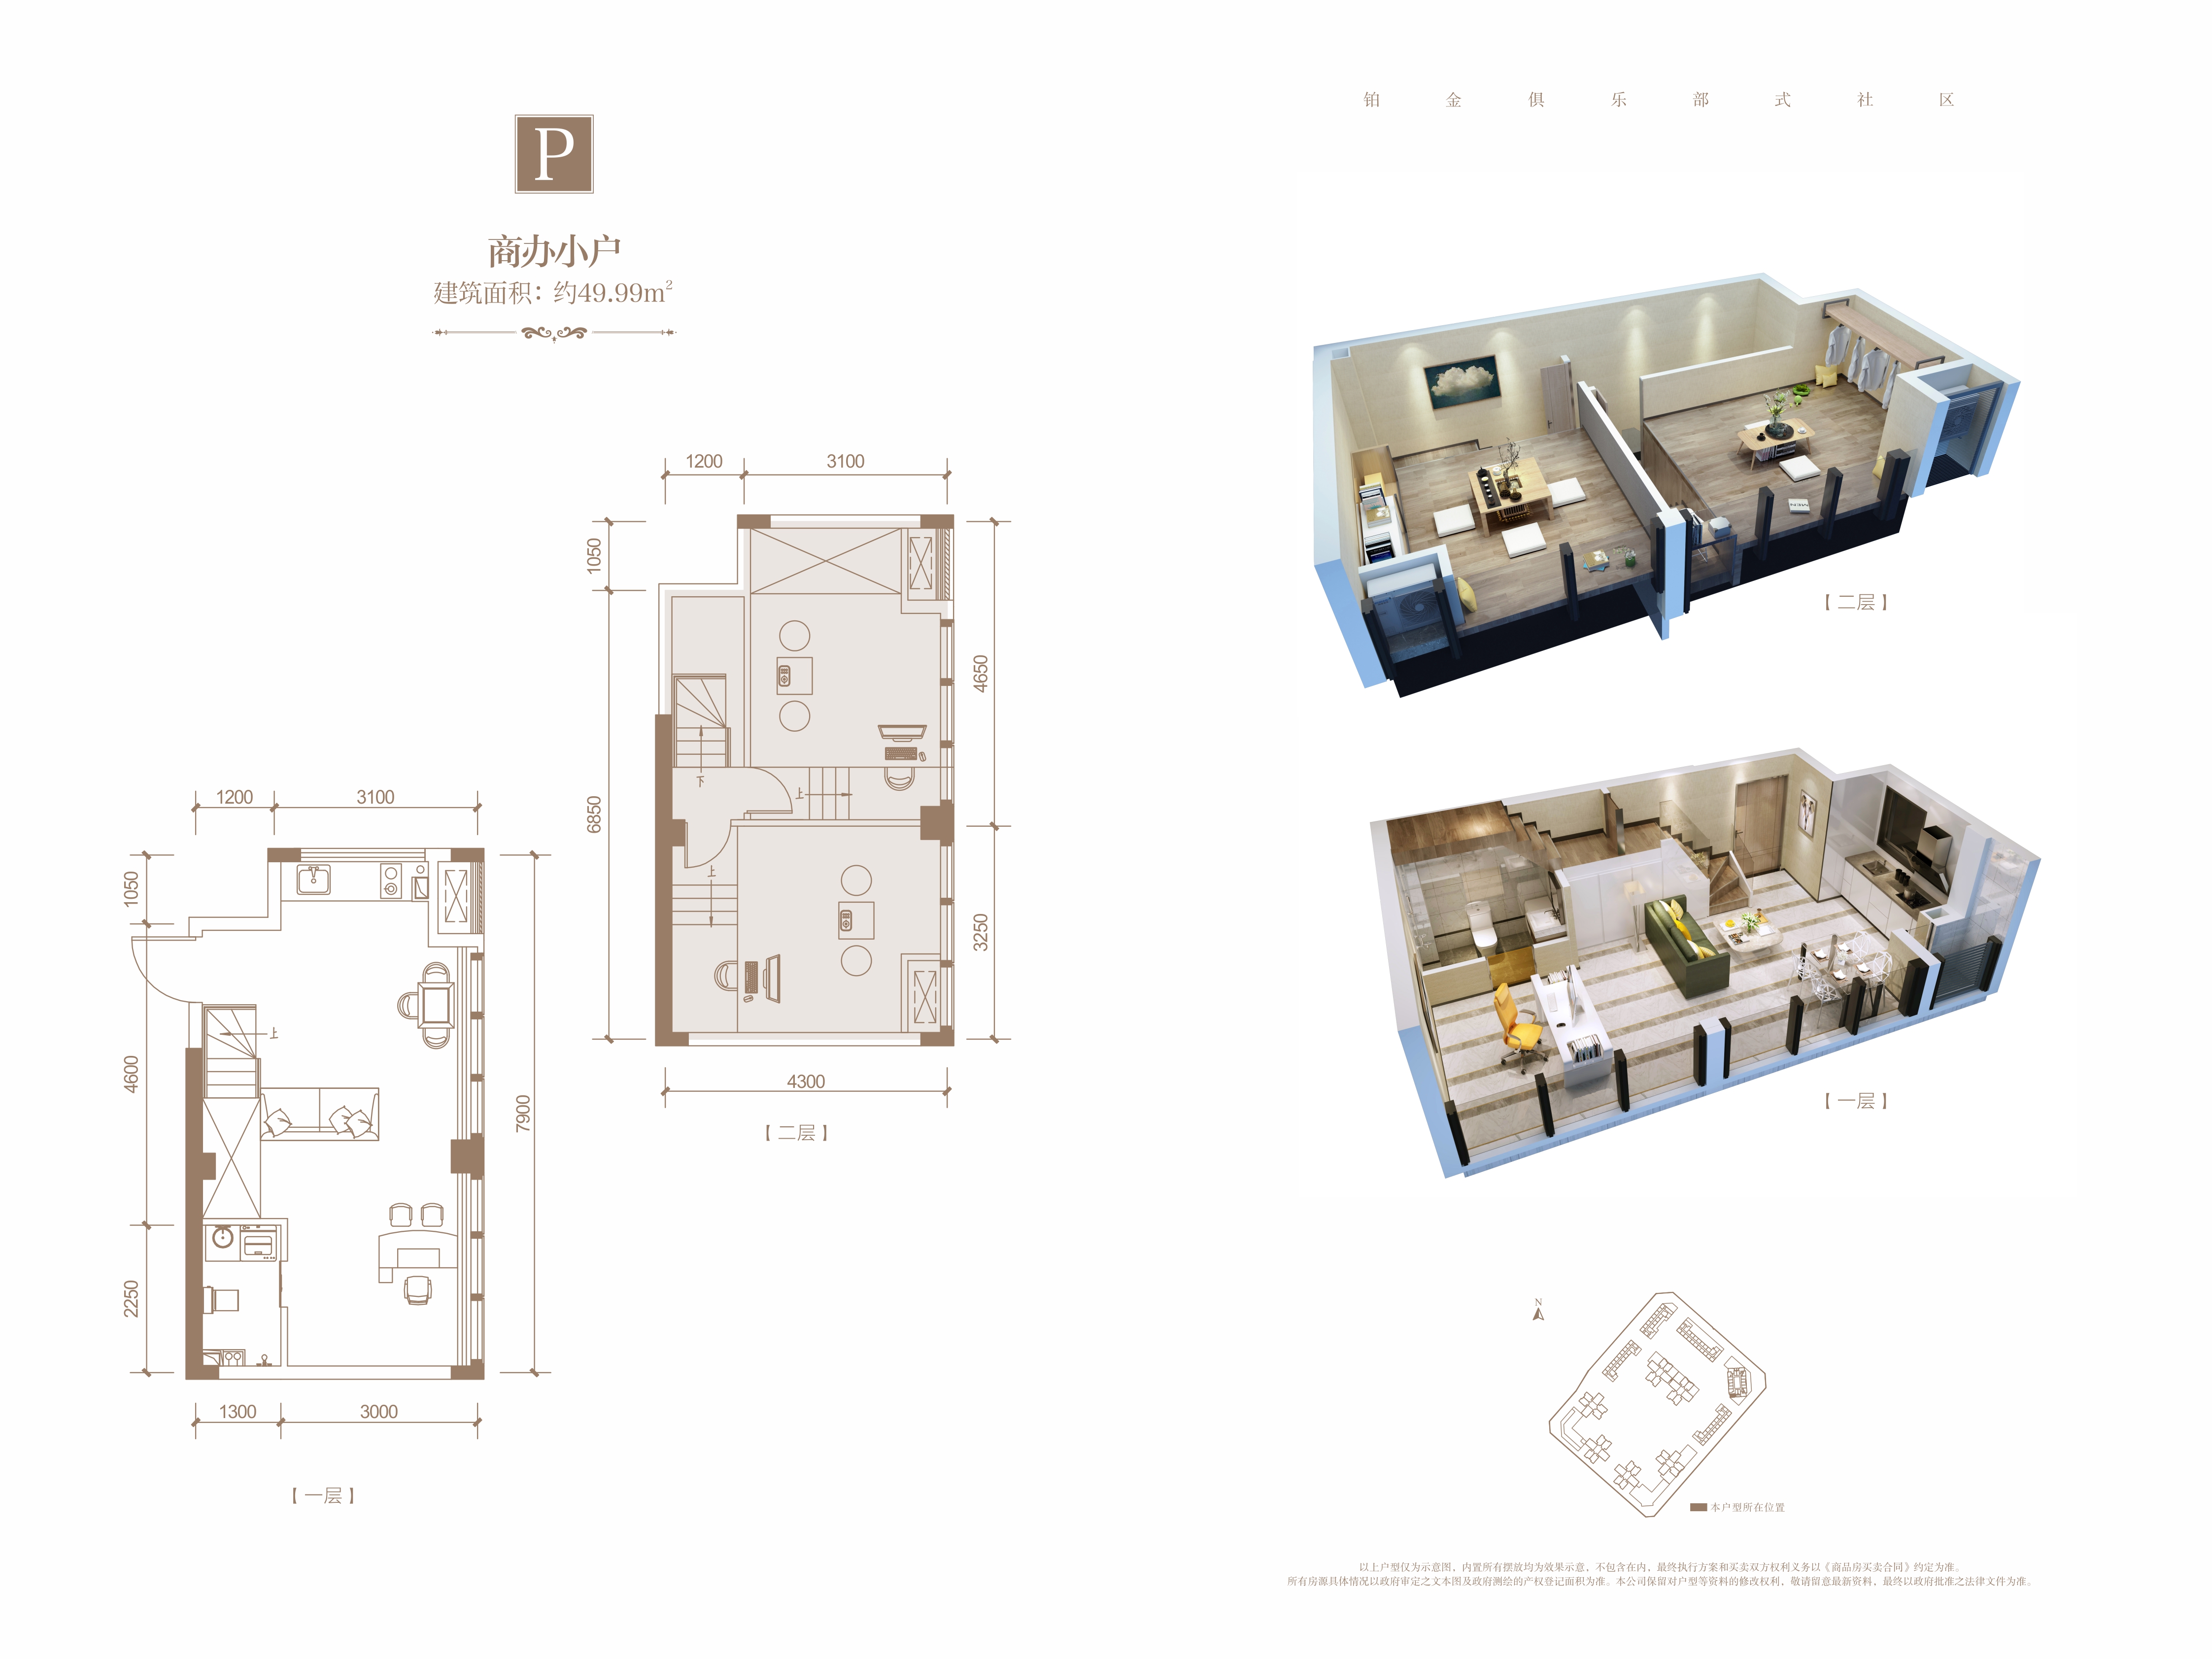 P
商办小户
建筑面积：约49.99m²
铂金俱乐部式社区
1200 3100
1050
6850
4650
3250
下
上
上
4300
【二层】
1200 3100
1050
4600
2250
7900
上
1300 3000
【一层】
【二层】
【一层】
N
本户型所在位置
以上户型仅为示意图，内置所有摆放均为效果示意，不包含在内，最终执行方案和买卖双方权利义务以《商品房买卖合同》约定为准。
所有房源具体情况以政府审定之文本图及政府测绘的产权登记面积为准。本公司保留对户型等资料的修改权利，敬请留意最新资料，最终以政府批准之法律文件为准。